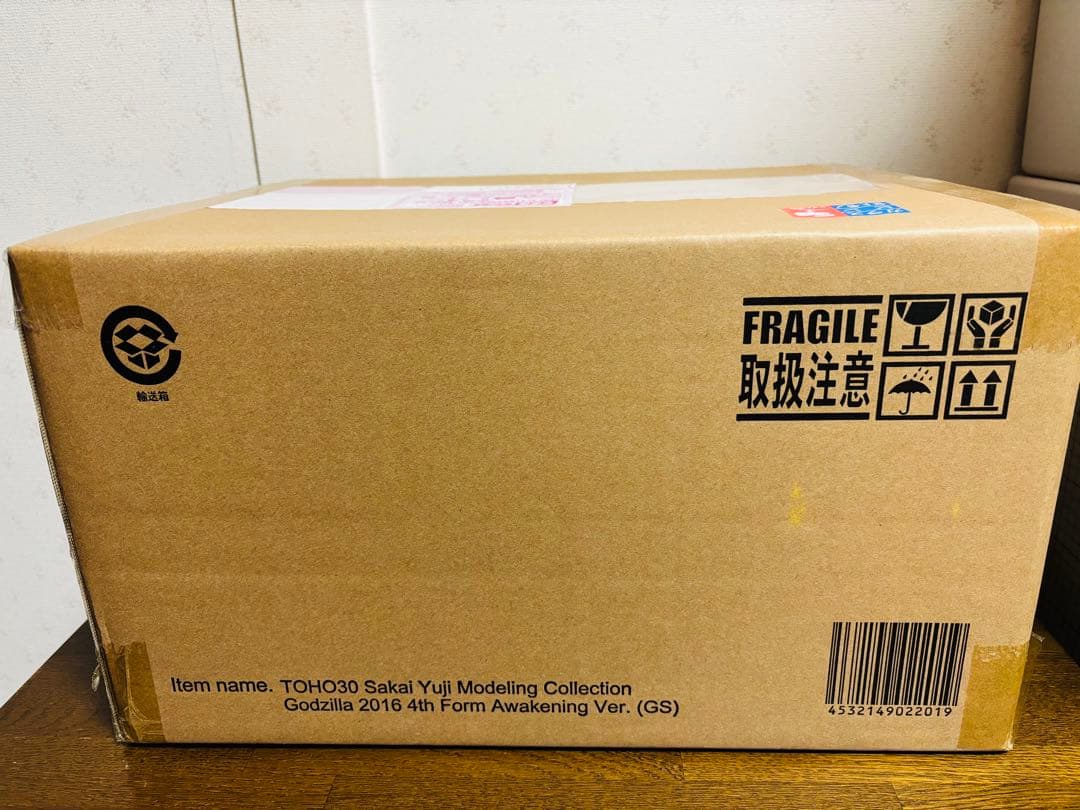 FRAGILE
取扱注意
輸送箱
Item name. TOHO30 Sakai Yuji Modeling Collection
Godzilla 2016 4th Form Awakening Ver. (GS)
4532149022019